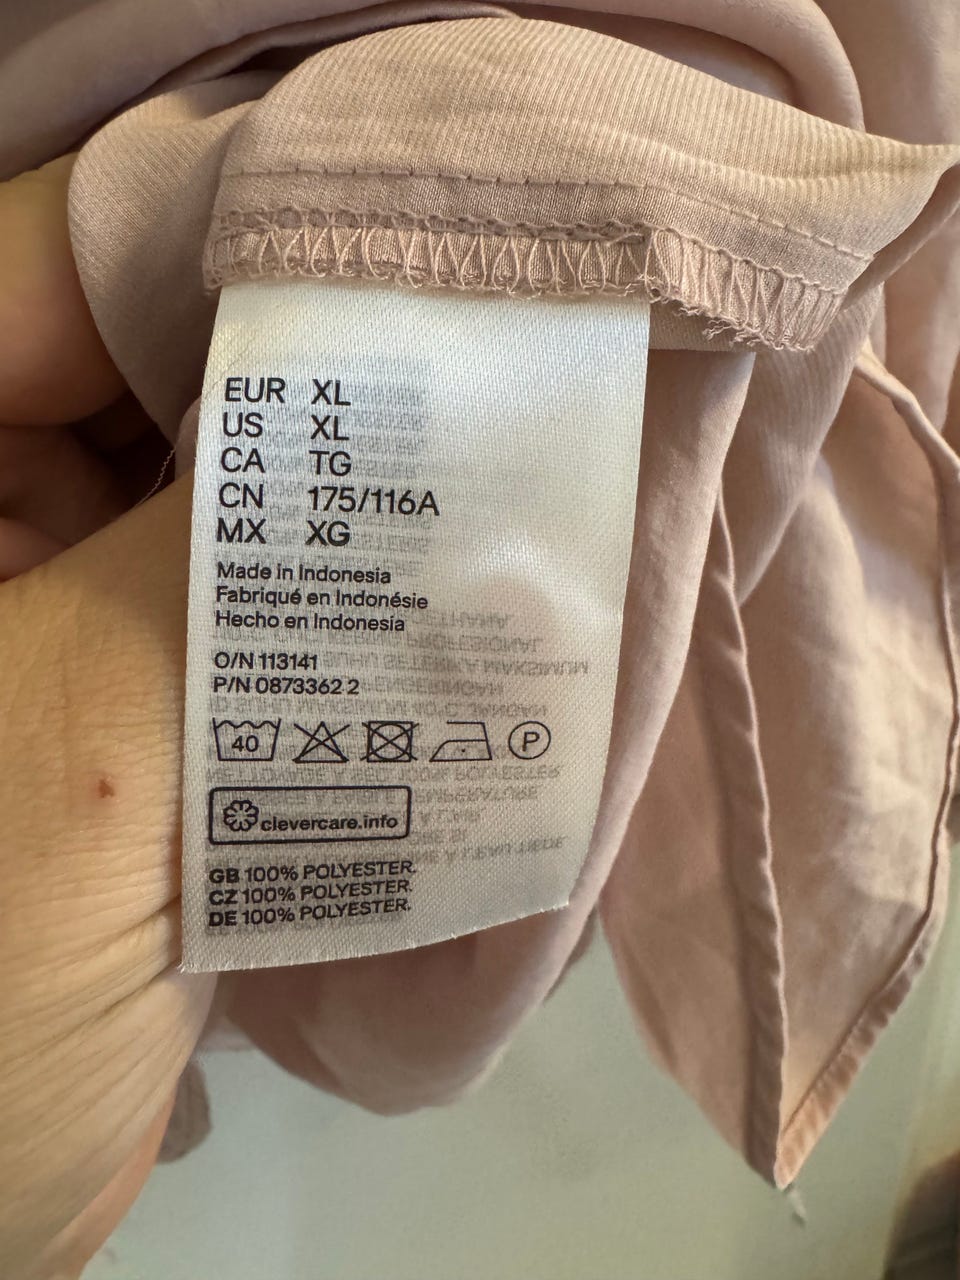 EUR XL
US XL
CA TG
CN 175/116A
MX XG
Made in Indonesia
Fabriqué en Indonésie
Hecho en Indonesia
O/N 113141
P/N 0873362 2
40 P
clevercare.info
GB 100% POLYESTER.
CZ 100% POLYESTER.
DE 100% POLYESTER.